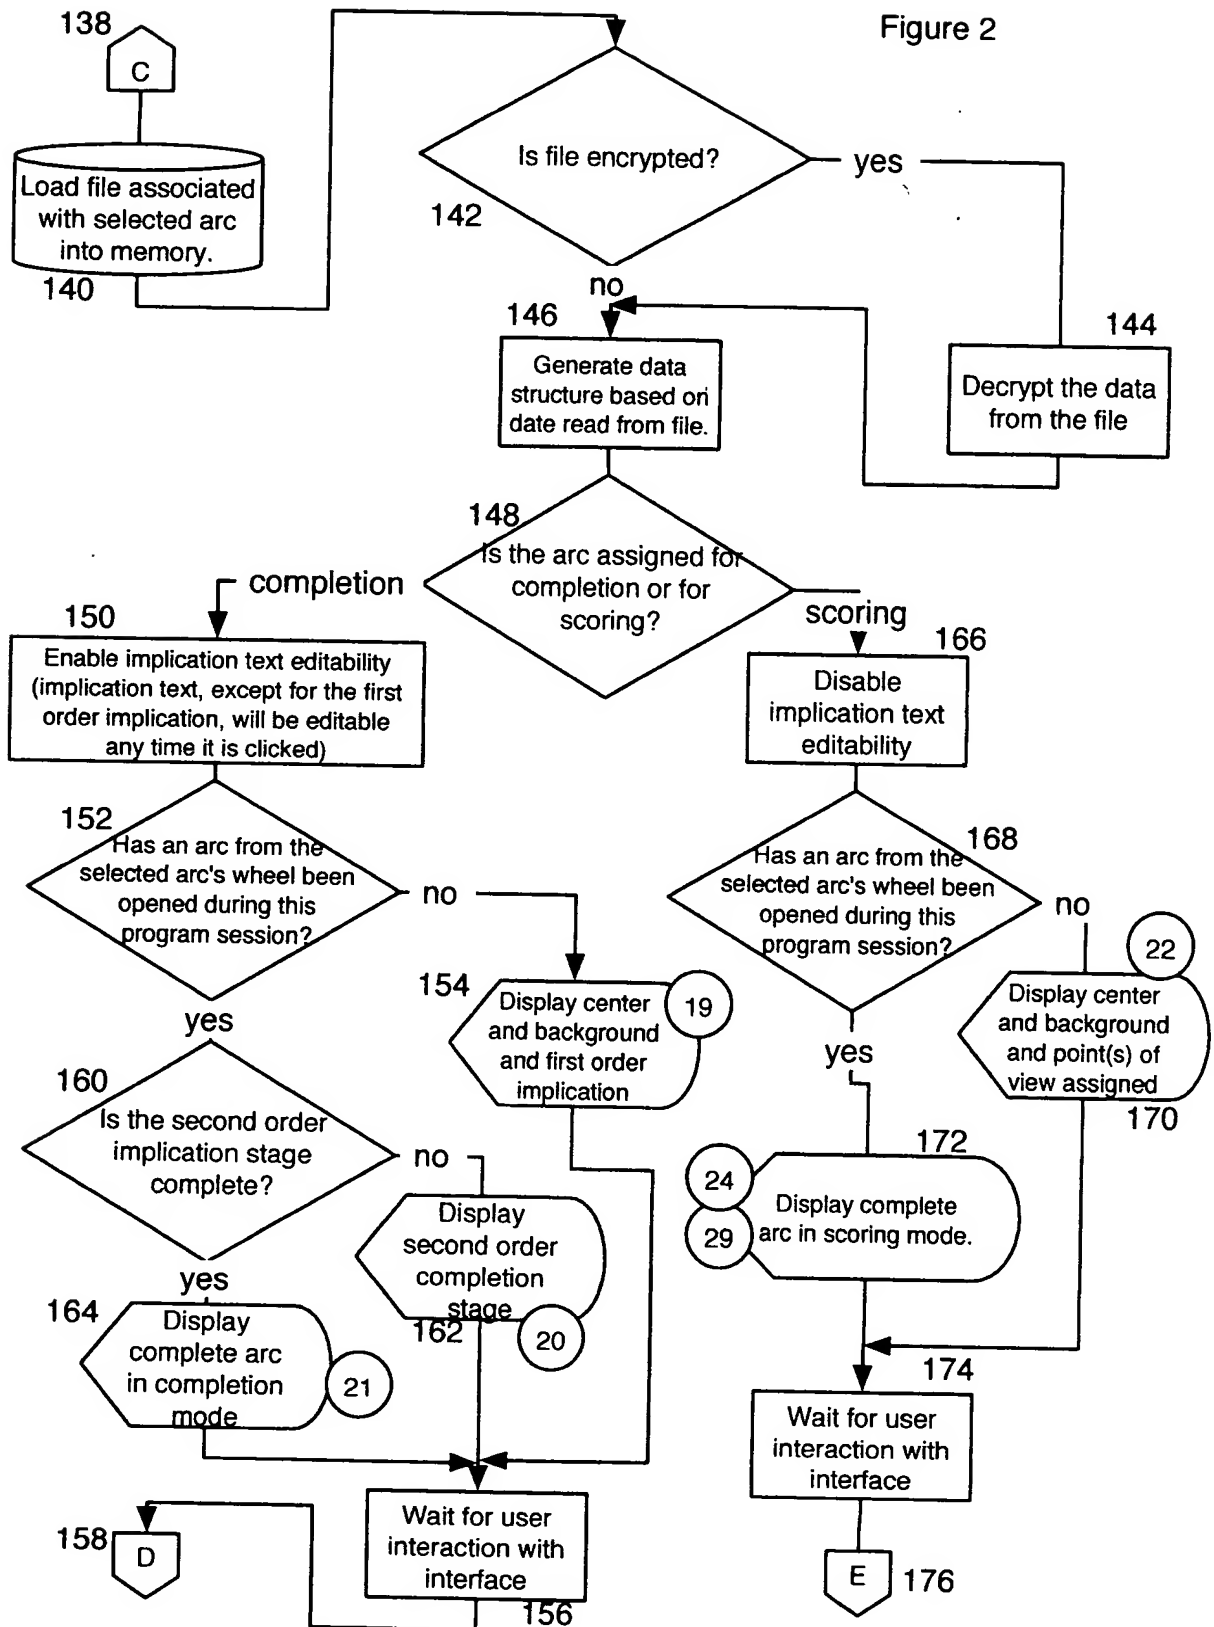 Figure 2
138
C
Load file associated
with selected arc
into memory.
140
Is file encrypted?
142
yes
no
144
Decrypt the data
from the file
146
Generate data
structure based on
date read from file.
148
Is the arc assigned for
completion or for
scoring?
completion
scoring
150
Enable implication text editability
(implication text, except for the first
order implication, will be editable
any time it is clicked)
166
Disable
implication text
editability
152
Has an arc from the
selected arc's wheel been
opened during this
program session?
no
yes
168
Has an arc from the
selected arc's wheel been
opened during this
program session?
no
yes
154
Display center
and background
and first order
implication
19
22
Display center
and background
and point(s) of
view assigned
170
160
Is the second order
implication stage
complete?
no
yes
Display
second order
completion
stage
162
20
172
24
29
Display complete
arc in scoring mode.
164
Display
complete arc
in completion
mode
21
174
Wait for user
interaction with
interface
Wait for user
interaction with
interface
156
158
D
E
176